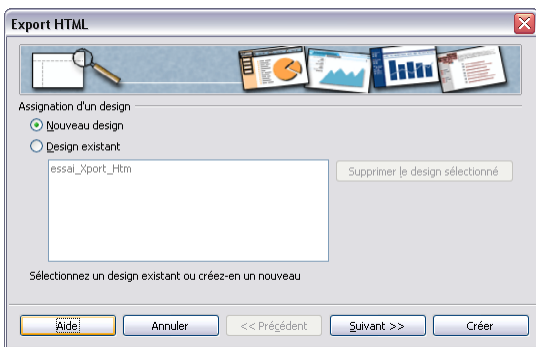 Export HTML
Assignation d'un design
Nouveau design
Design existant
essai_Xport_Htm
Supprimer le design sélectionné
Sélectionnez un design existant ou créez-en un nouveau
Aide
Annuler
<< Précédent
Suivant >>
Créer